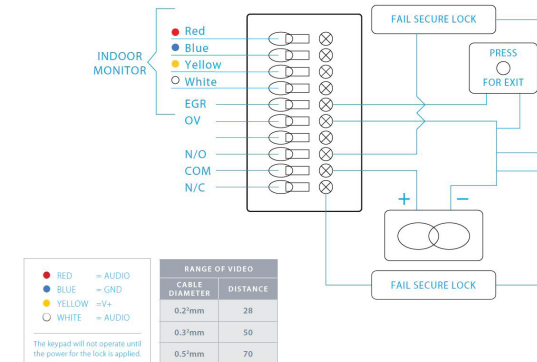 FAIL SECURE LOCK
INDOOR
MONITOR
Red
Blue
Yellow
White
EGR
OV
N/O
COM
N/C
PRESS
FOR EXIT
+ −
FAIL SECURE LOCK
RED = AUDIO
BLUE = GND
YELLOW =V+
WHITE = AUDIO
The keypad will not operate until
the power for the lock is applied.
RANGE OF VIDEO
CABLE
DIAMETER DISTANCE
0.2²mm 28
0.3²mm 50
0.5²mm 70